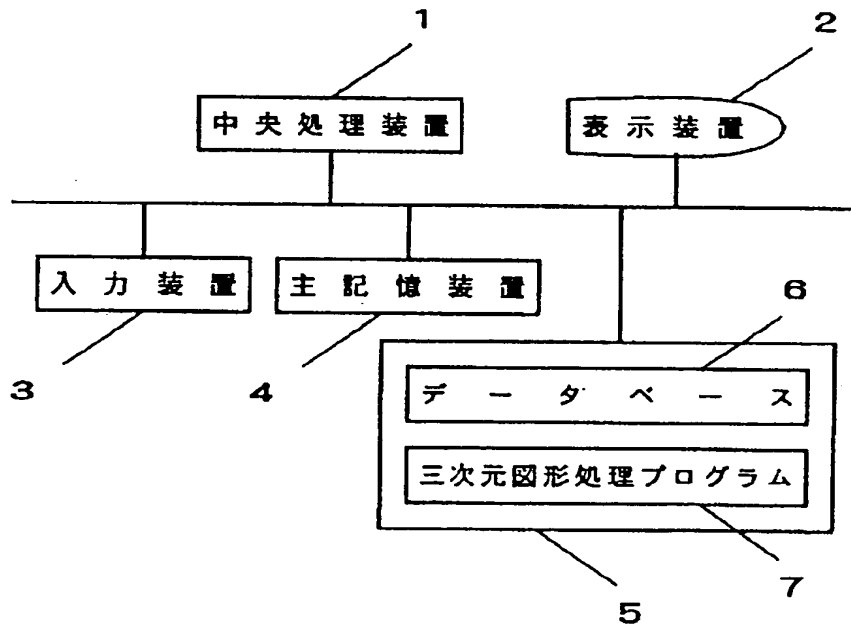 1
2
中央処理装置
表示装置
入力装置
主記憶装置
3
4
6
データベース
三次元図形処理プログラム
5
7